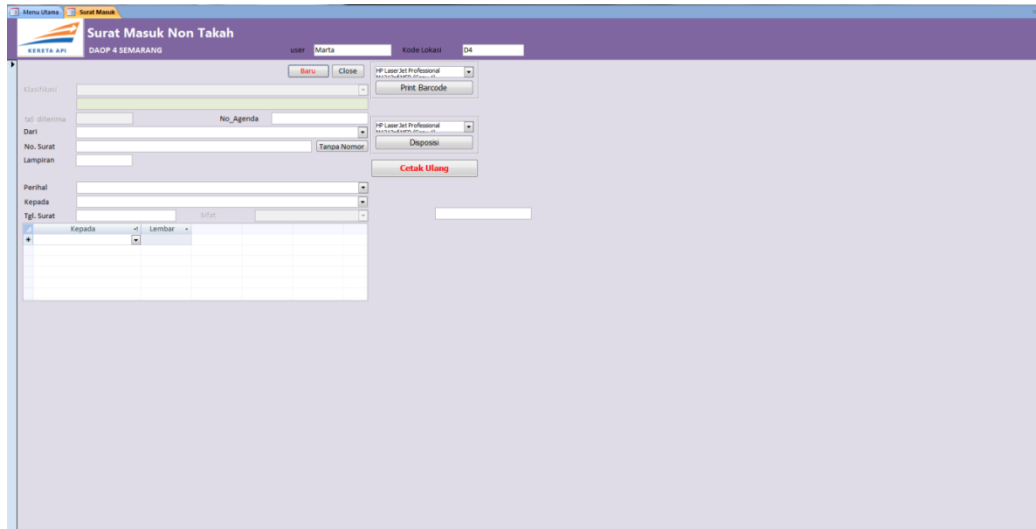 Menu Utama Surat Masuk
Surat Masuk Non Takah
KERETA API DAOP 4 SEMARANG user Marta Kode Lokasi D4
Baru Close HP LaserJet Professional
Klasifikasi Print Barcode
Tgl diterima No_Agenda HP LaserJet Professional
Dari
No. Surat Tanpa Nomor Disposisi
Lampiran Cetak Ulang
Perihal
Kepada
Tgl. Surat Sifat
Kepada Lembar